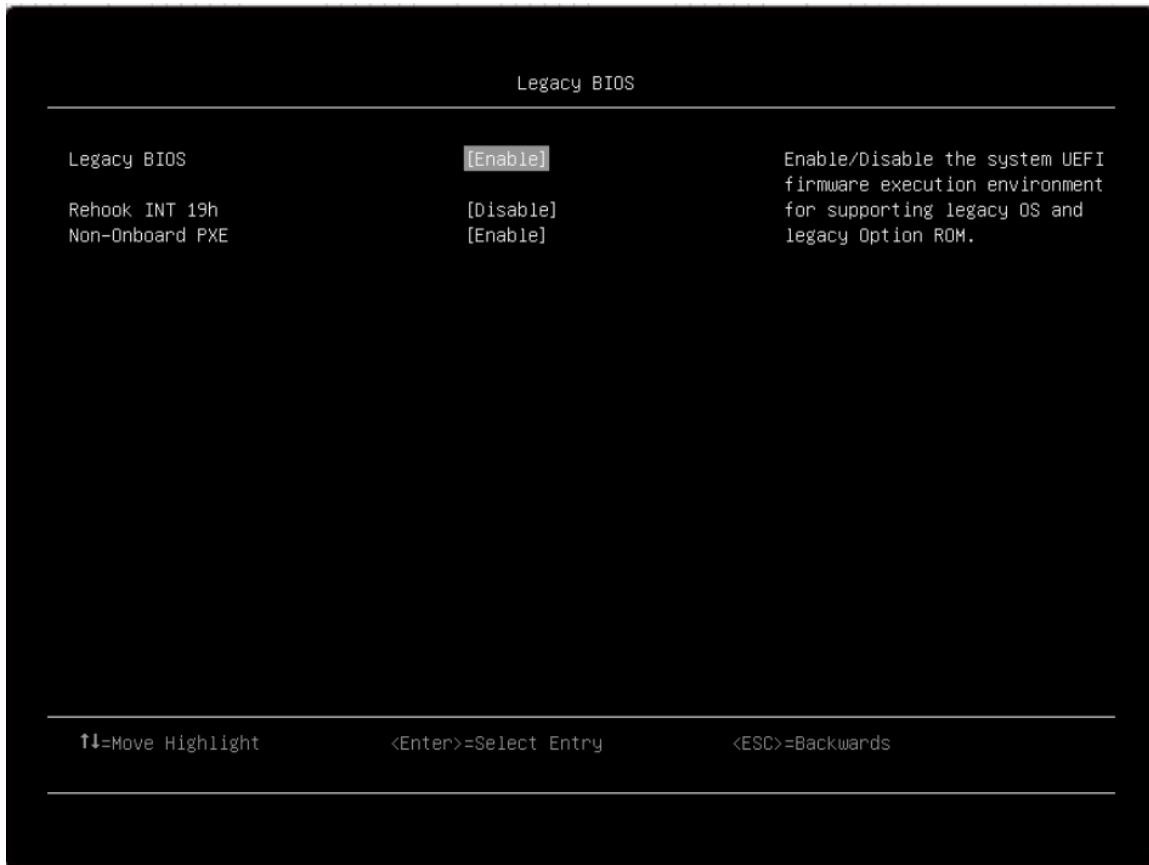 Legacy BIOS
Legacy BIOS [Enable]
Rehook INT 19h [Disable]
Non-Onboard PXE [Enable]
Enable/Disable the system UEFI
firmware execution environment
for supporting legacy OS and
legacy Option ROM.
↑↓=Move Highlight <Enter>=Select Entry <ESC>=Backwards